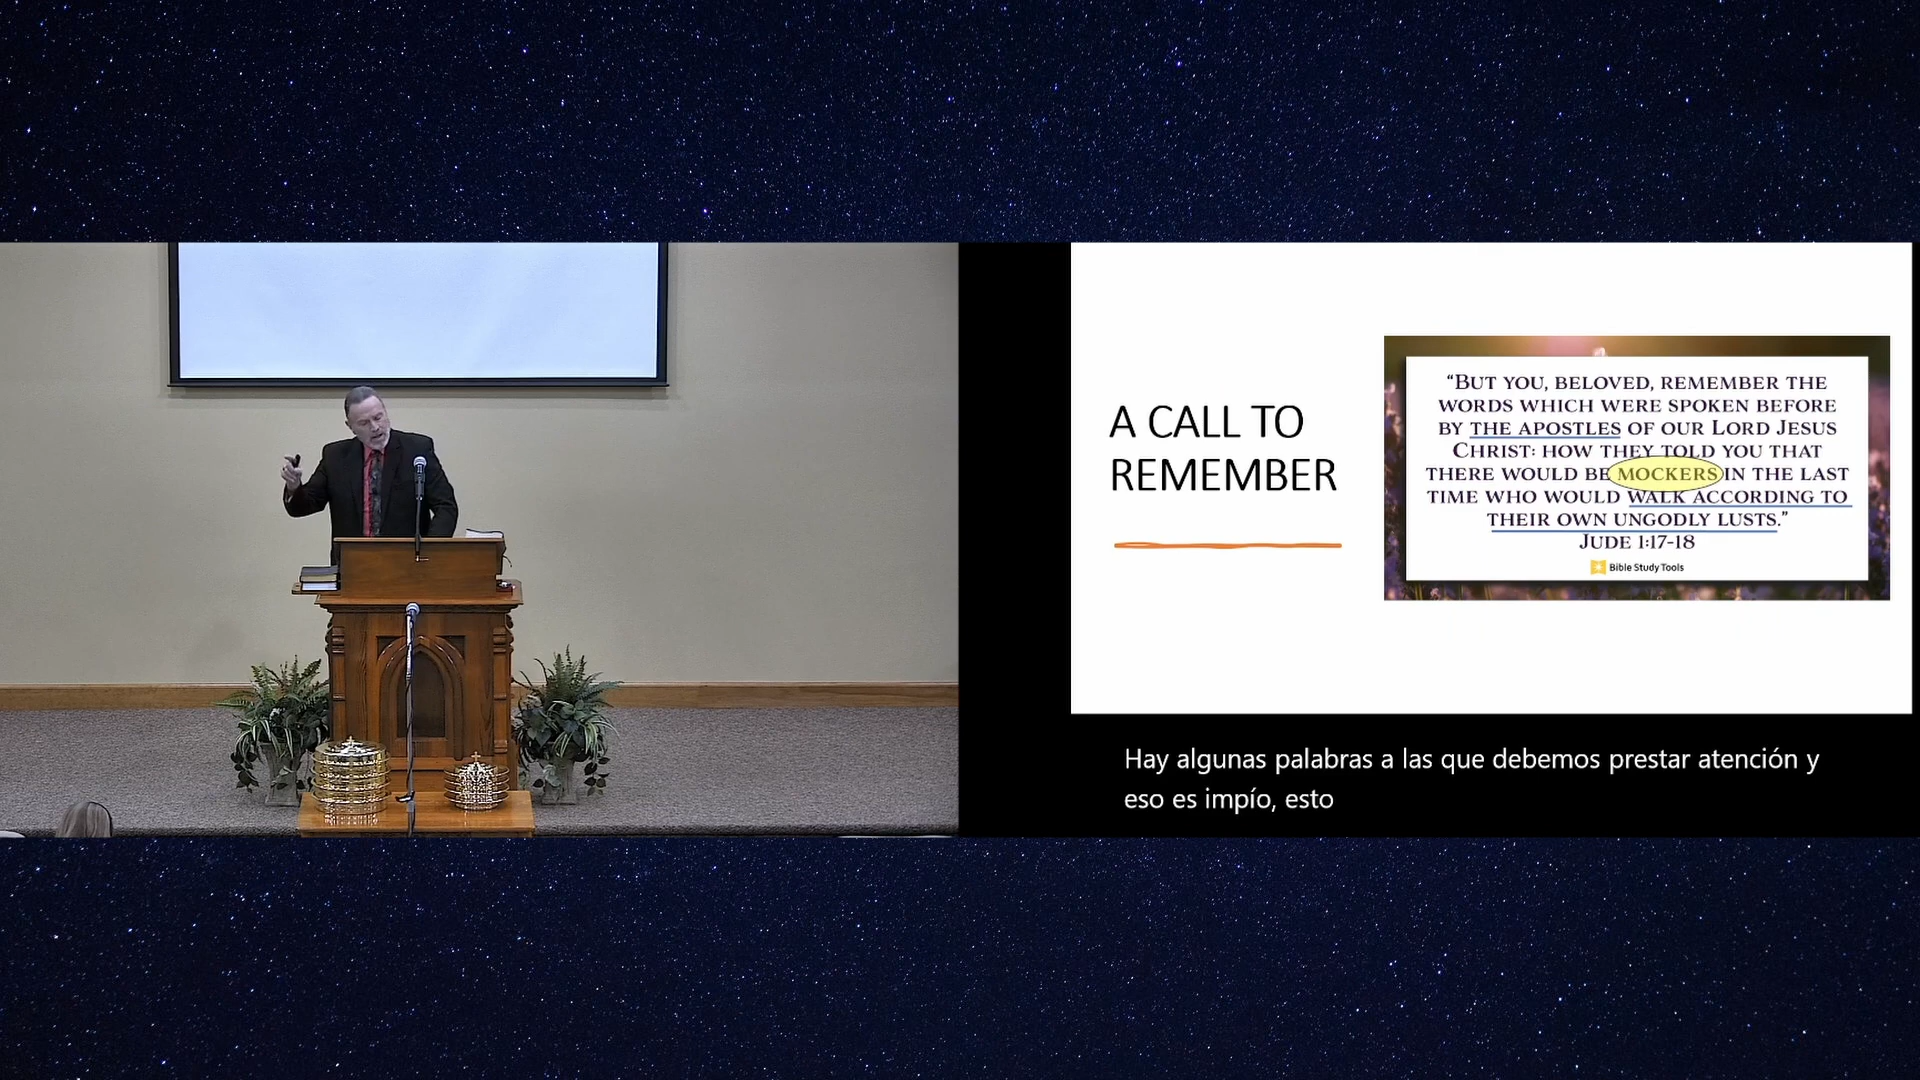 A CALL TO
REMEMBER
“BUT YOU, BELOVED, REMEMBER THE
WORDS WHICH WERE SPOKEN BEFORE
BY THE APOSTLES OF OUR LORD JESUS
CHRIST: HOW THEY TOLD YOU THAT
THERE WOULD BE MOCKERS IN THE LAST
TIME WHO WOULD WALK ACCORDING TO
THEIR OWN UNGODLY LUSTS.”
JUDE 1:17-18
Bible Study Tools
Hay algunas palabras a las que debemos prestar atención y
eso es impío, esto